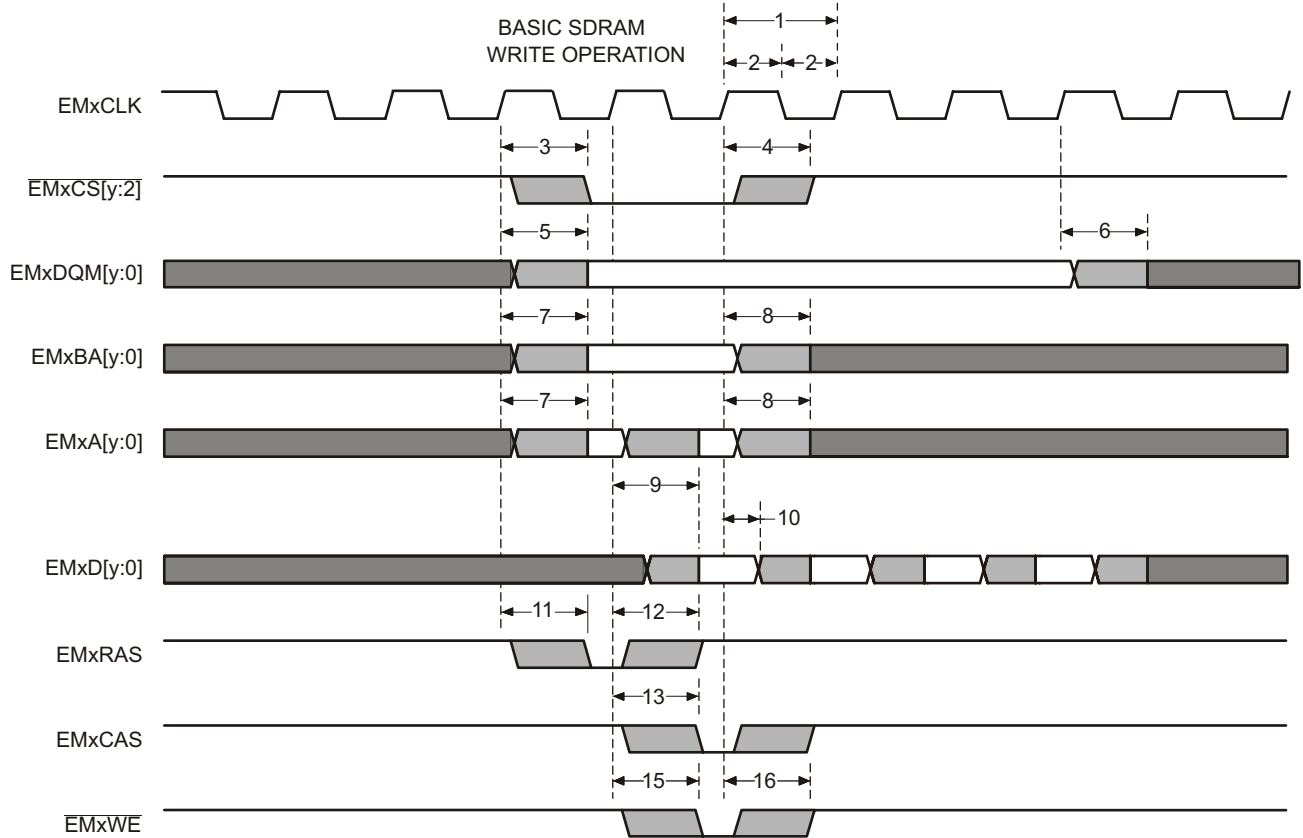 BASIC SDRAM
WRITE OPERATION
1
2 2
EMxCLK
3 4
EMxCS[y:2]
5 6
EMxDQM[y:0]
7 8
EMxBA[y:0]
7 8
EMxA[y:0]
9
10
EMxD[y:0]
11 12
EMxRAS
13
EMxCAS
15 16
EMxWE